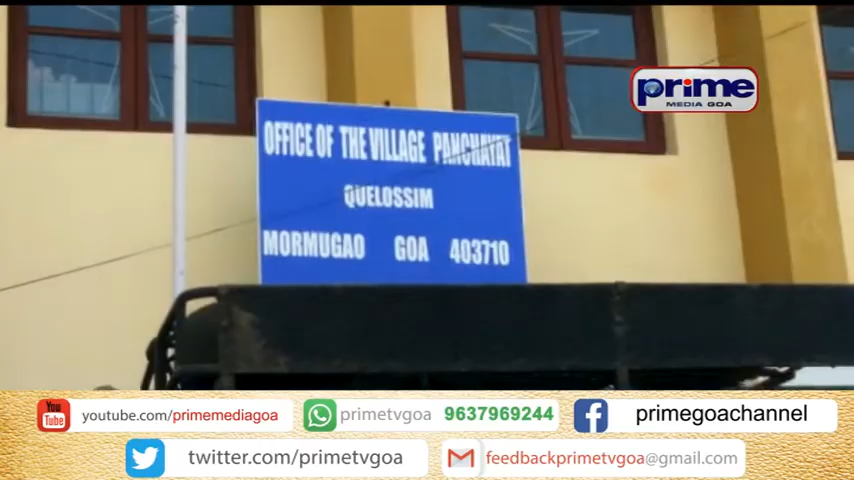 prime
MEDIA GOA
OFFICE OF THE VILLAGE PANCHAYAT
QUELOSSIM
MORMUGAO GOA 403710
You Tube youtube.com/primemediagoa
primetvgoa 9637969244
f primegoachannel
twitter.com/primetvgoa
feedbackprimetvgoa@gmail.com